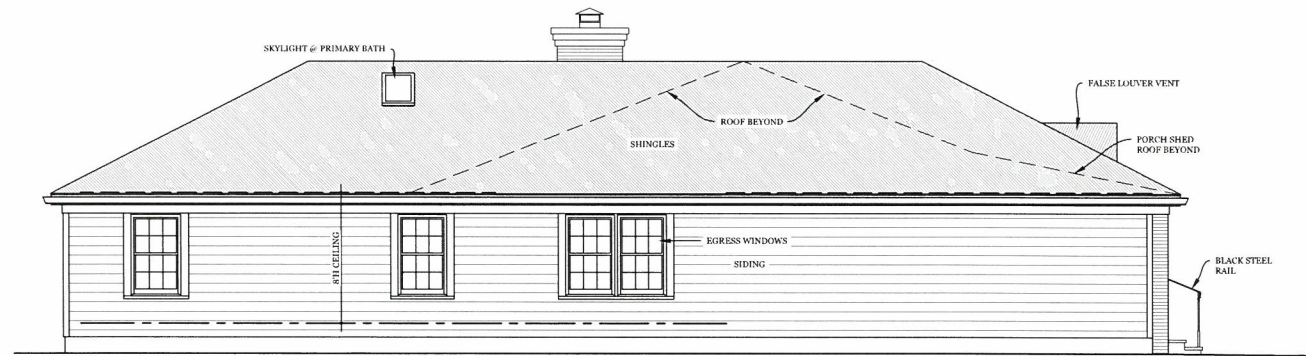 SKYLIGHT @ PRIMARY BATH
FALSE LOUVER VENT
ROOF BEYOND
SHINGLES
PORCH SHED
ROOF BEYOND
8'H CEILING
EGRESS WINDOWS
SIDING
BLACK STEEL
RAIL